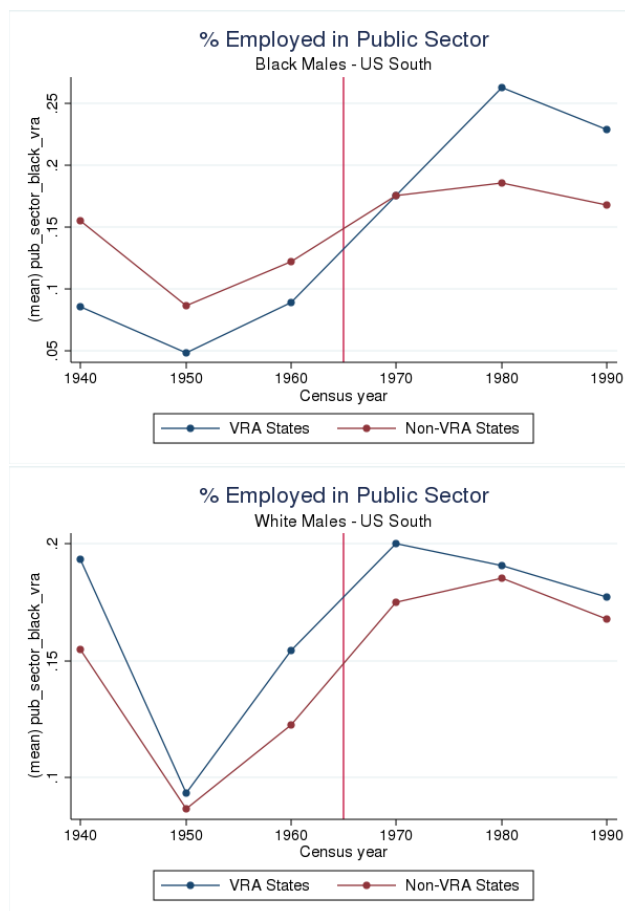 % Employed in Public Sector
Black Males - US South
(mean) pub_sector_black_vra
.25
.2
.15
.1
.05
1940 1950 1960 1970 1980 1990
Census year
VRA States Non-VRA States
% Employed in Public Sector
White Males - US South
(mean) pub_sector_black_vra
.2
.15
.1
1940 1950 1960 1970 1980 1990
Census year
VRA States Non-VRA States